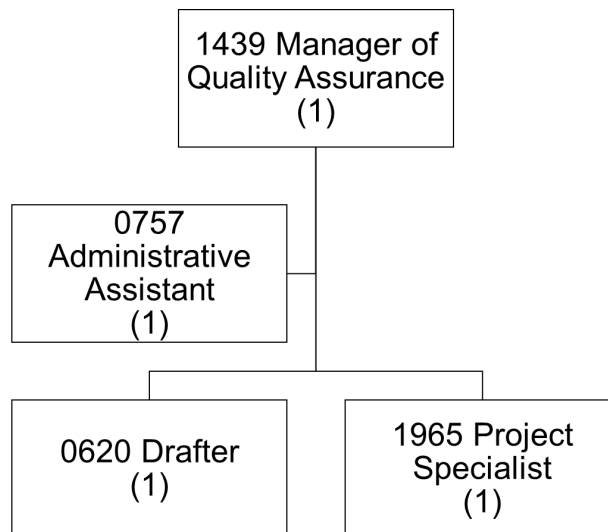 1439 Manager of
Quality Assurance
(1)
0757
Administrative
Assistant
(1)
0620 Drafter
(1)
1965 Project
Specialist
(1)